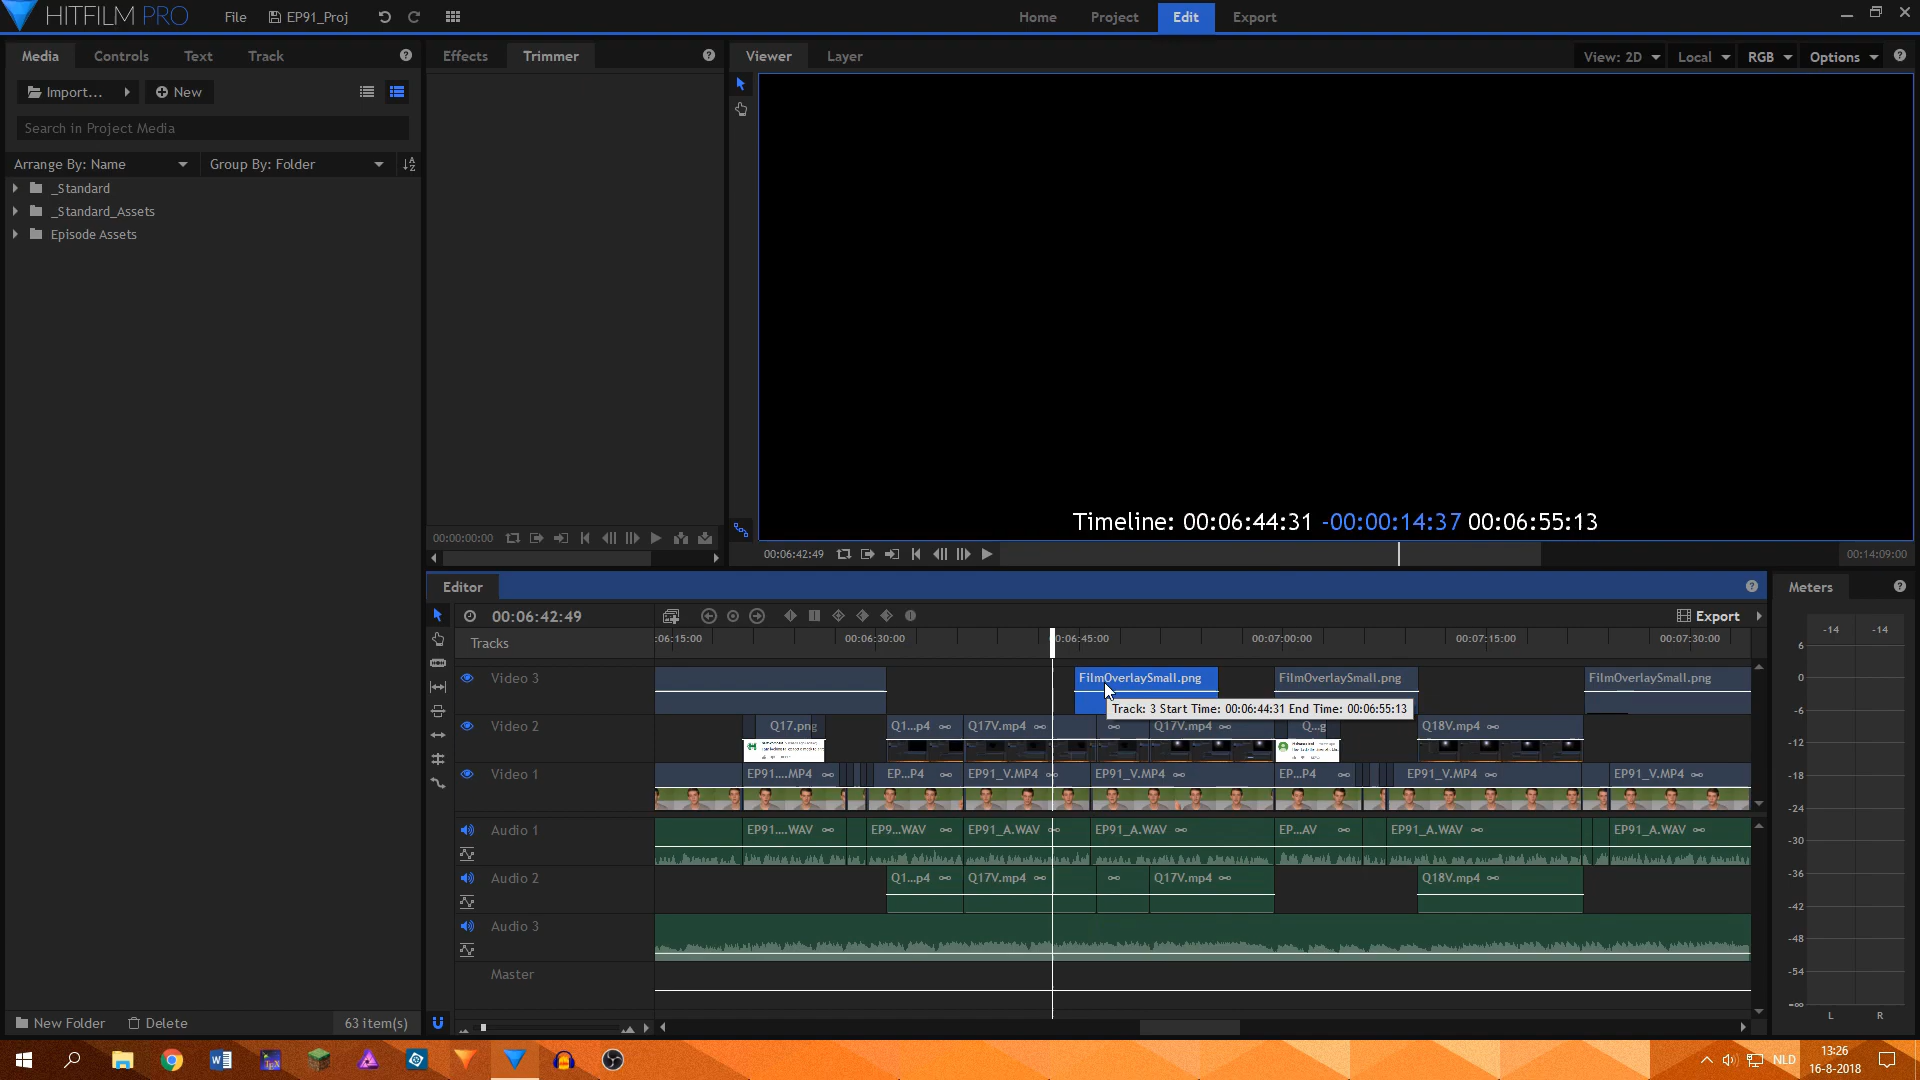 HITFILM PRO
File
EP91_Proj
Home
Project
Edit
Export
Media
Controls
Text
Track
Effects
Trimmer
Viewer
Layer
View: 2D
Local
RGB
Options
Import...
New
Search in Project Media
Arrange By: Name
Group By: Folder
_Standard
_Standard_Assets
Episode Assets
Timeline: 00:06:44:31 -00:00:14:37 00:06:55:13
00:00:00:00
00:06:42:49
00:14:09:00
Editor
Meters
00:06:42:49
Export
Tracks
:06:15:00
00:06:30:00
00:06:45:00
00:07:00:00
00:07:15:00
00:07:30:00
Video 3
FilmOverlaySmall.png
FilmOverlaySmall.png
FilmOverlaySmall.png
Track: 3 Start Time: 00:06:44:31 End Time: 00:06:55:13
Video 2
Q17.png
Q1...p4
Q17V.mp4
Q17V.mp4
Q...g
Q18V.mp4
Video 1
EP91....MP4
EP...P4
EP91_V.MP4
EP91_V.MP4
EP...P4
EP91_V.MP4
EP91_V.MP4
Audio 1
EP91....WAV
EP9...WAV
EP91_A.WAV
EP91_A.WAV
EP...AV
EP91_A.WAV
EP91_A.WAV
Audio 2
Q1...p4
Q17V.mp4
Q17V.mp4
Q18V.mp4
Audio 3
Master
-14
-14
6
0
-6
-12
-18
-24
-30
-36
-42
-48
-54
-∞
L
R
New Folder
Delete
63 item(s)
NLD
13:26
16-8-2018